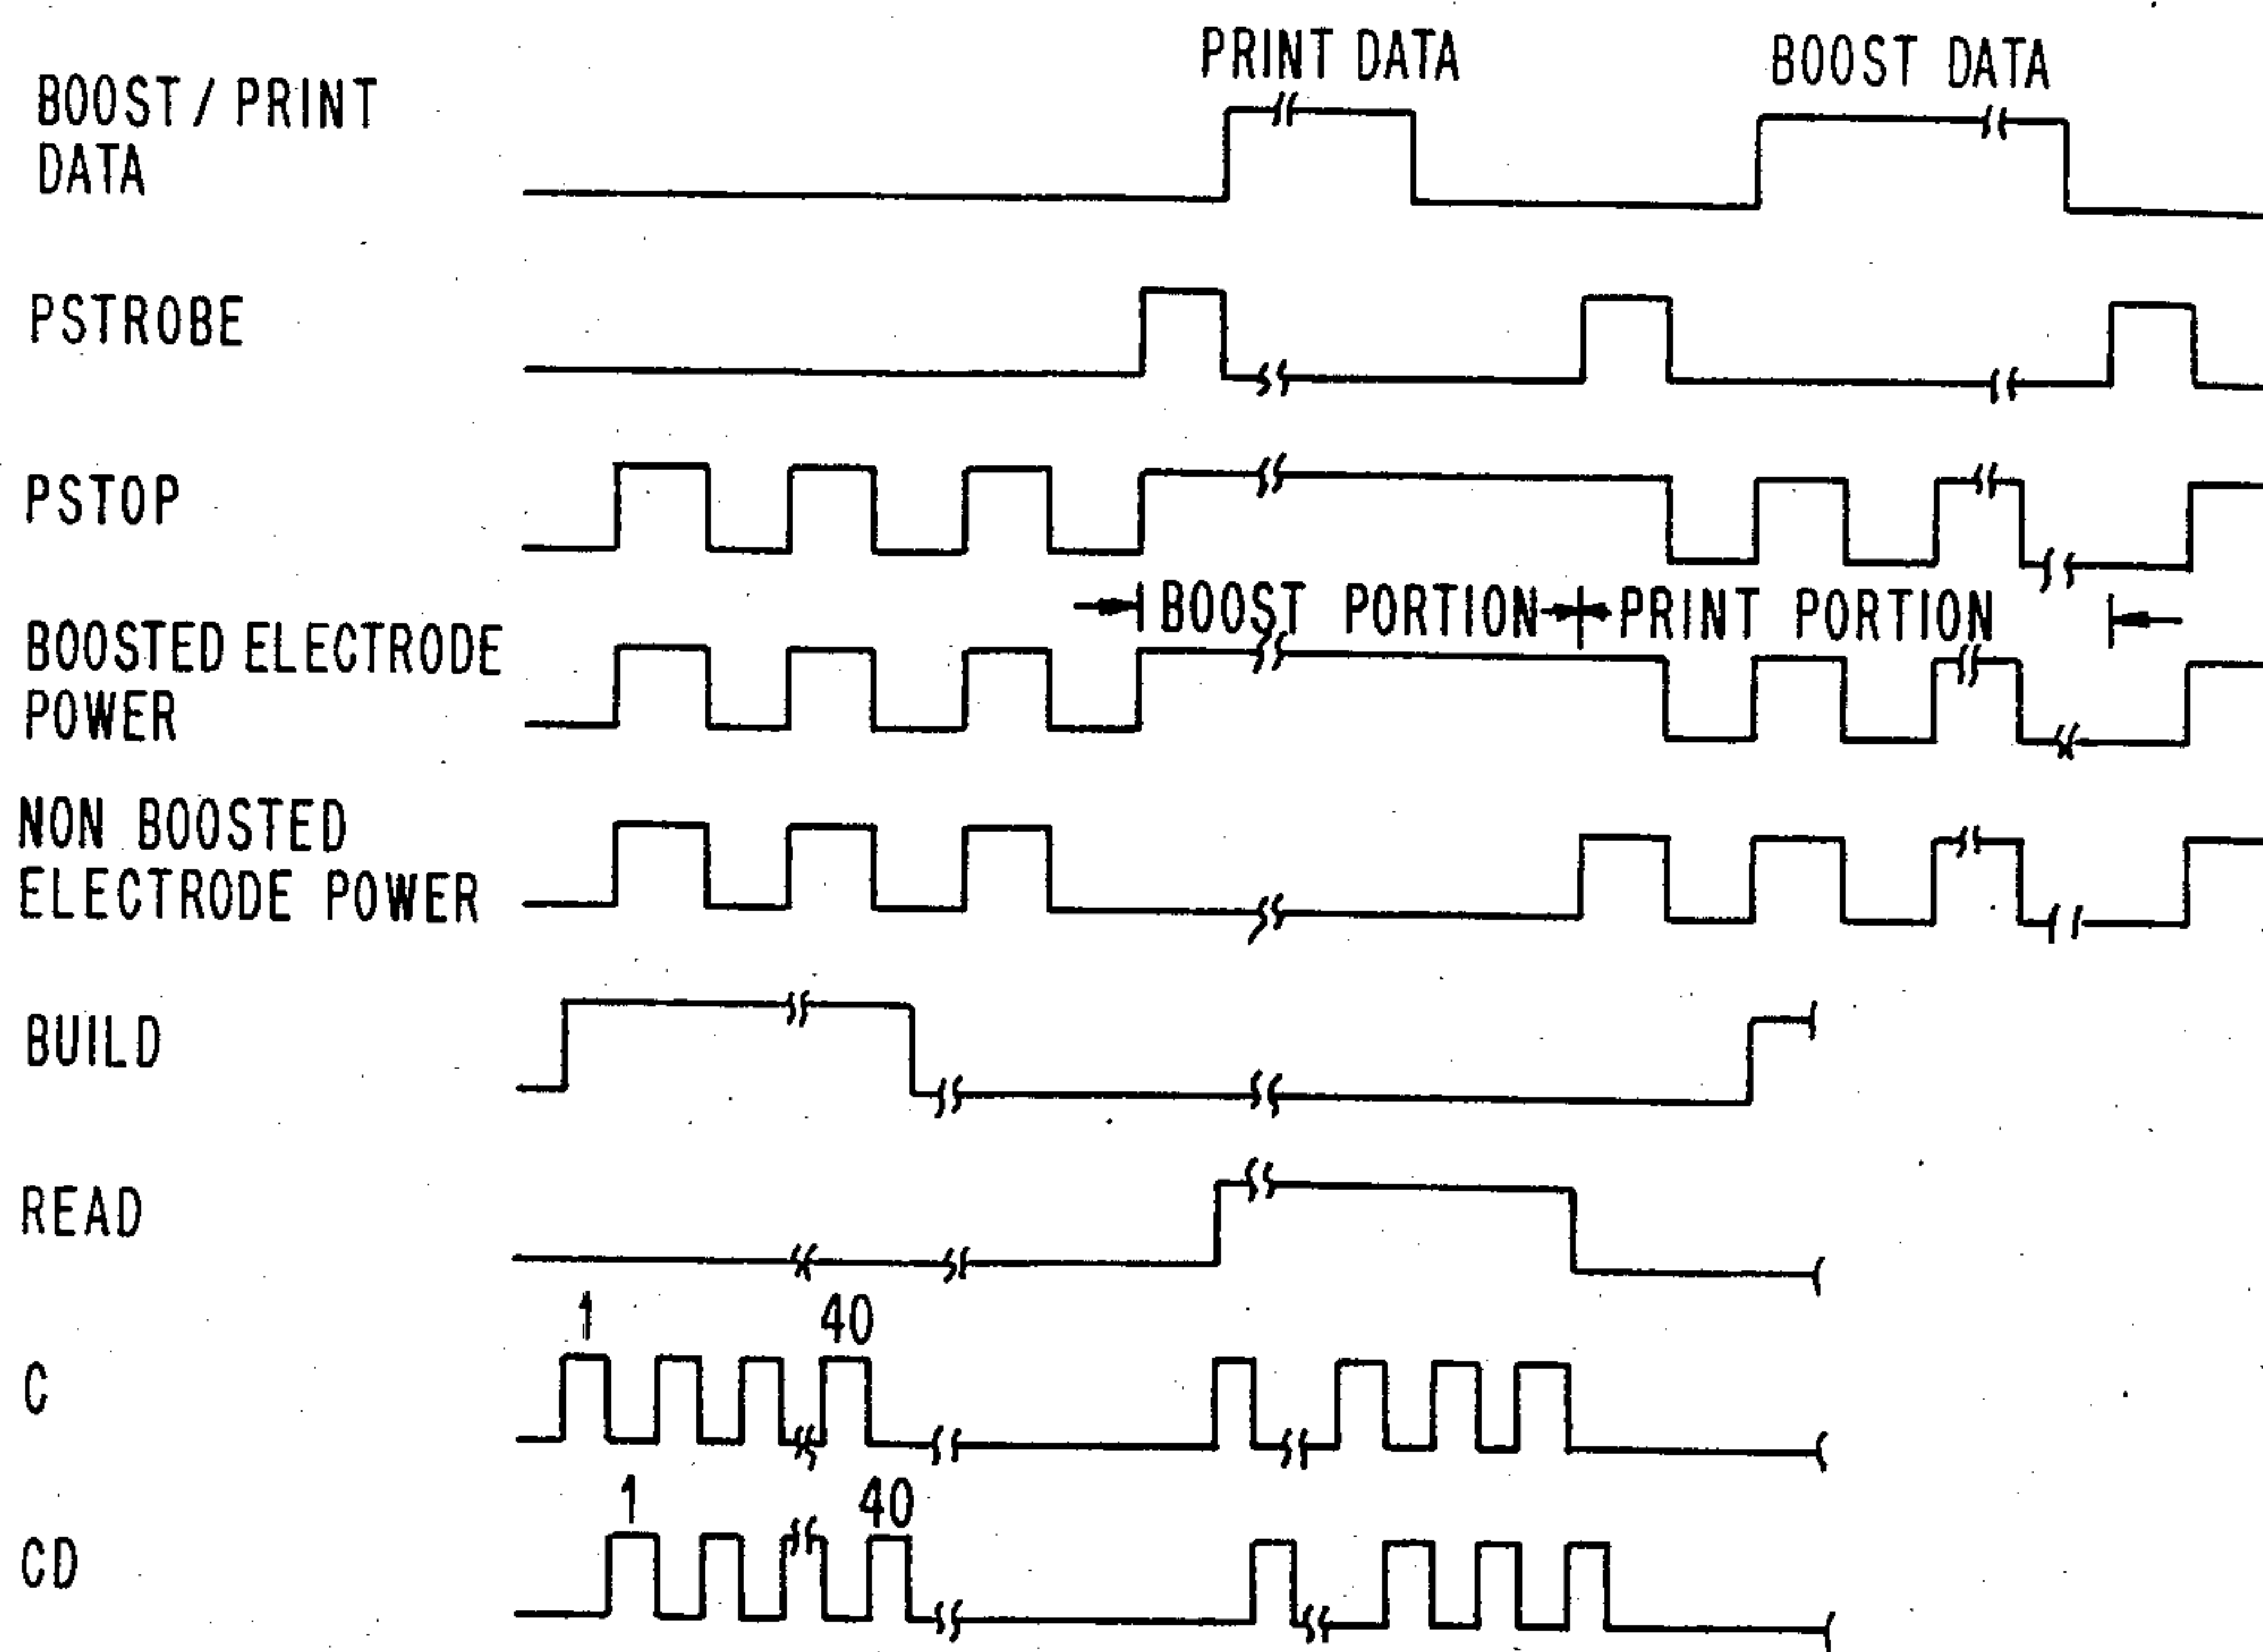 PRINT DATA
BOOST DATA
BOOST / PRINT
DATA
PSTROBE
PSTOP
BOOST PORTION
PRINT PORTION
BOOSTED ELECTRODE
POWER
NON BOOSTED
ELECTRODE POWER
BUILD
READ
1
40
C
1
40
CD